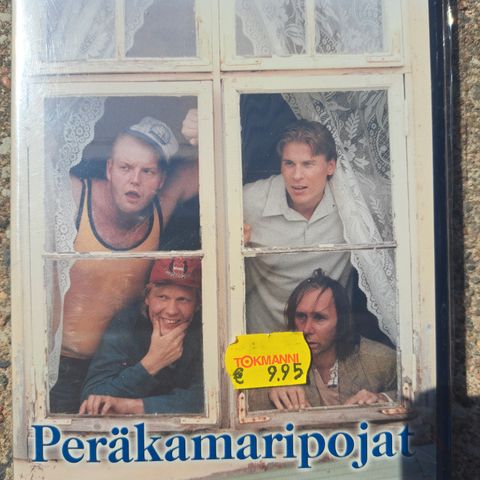 TOKMANNI
€ 9.95
Peräkamaripojat